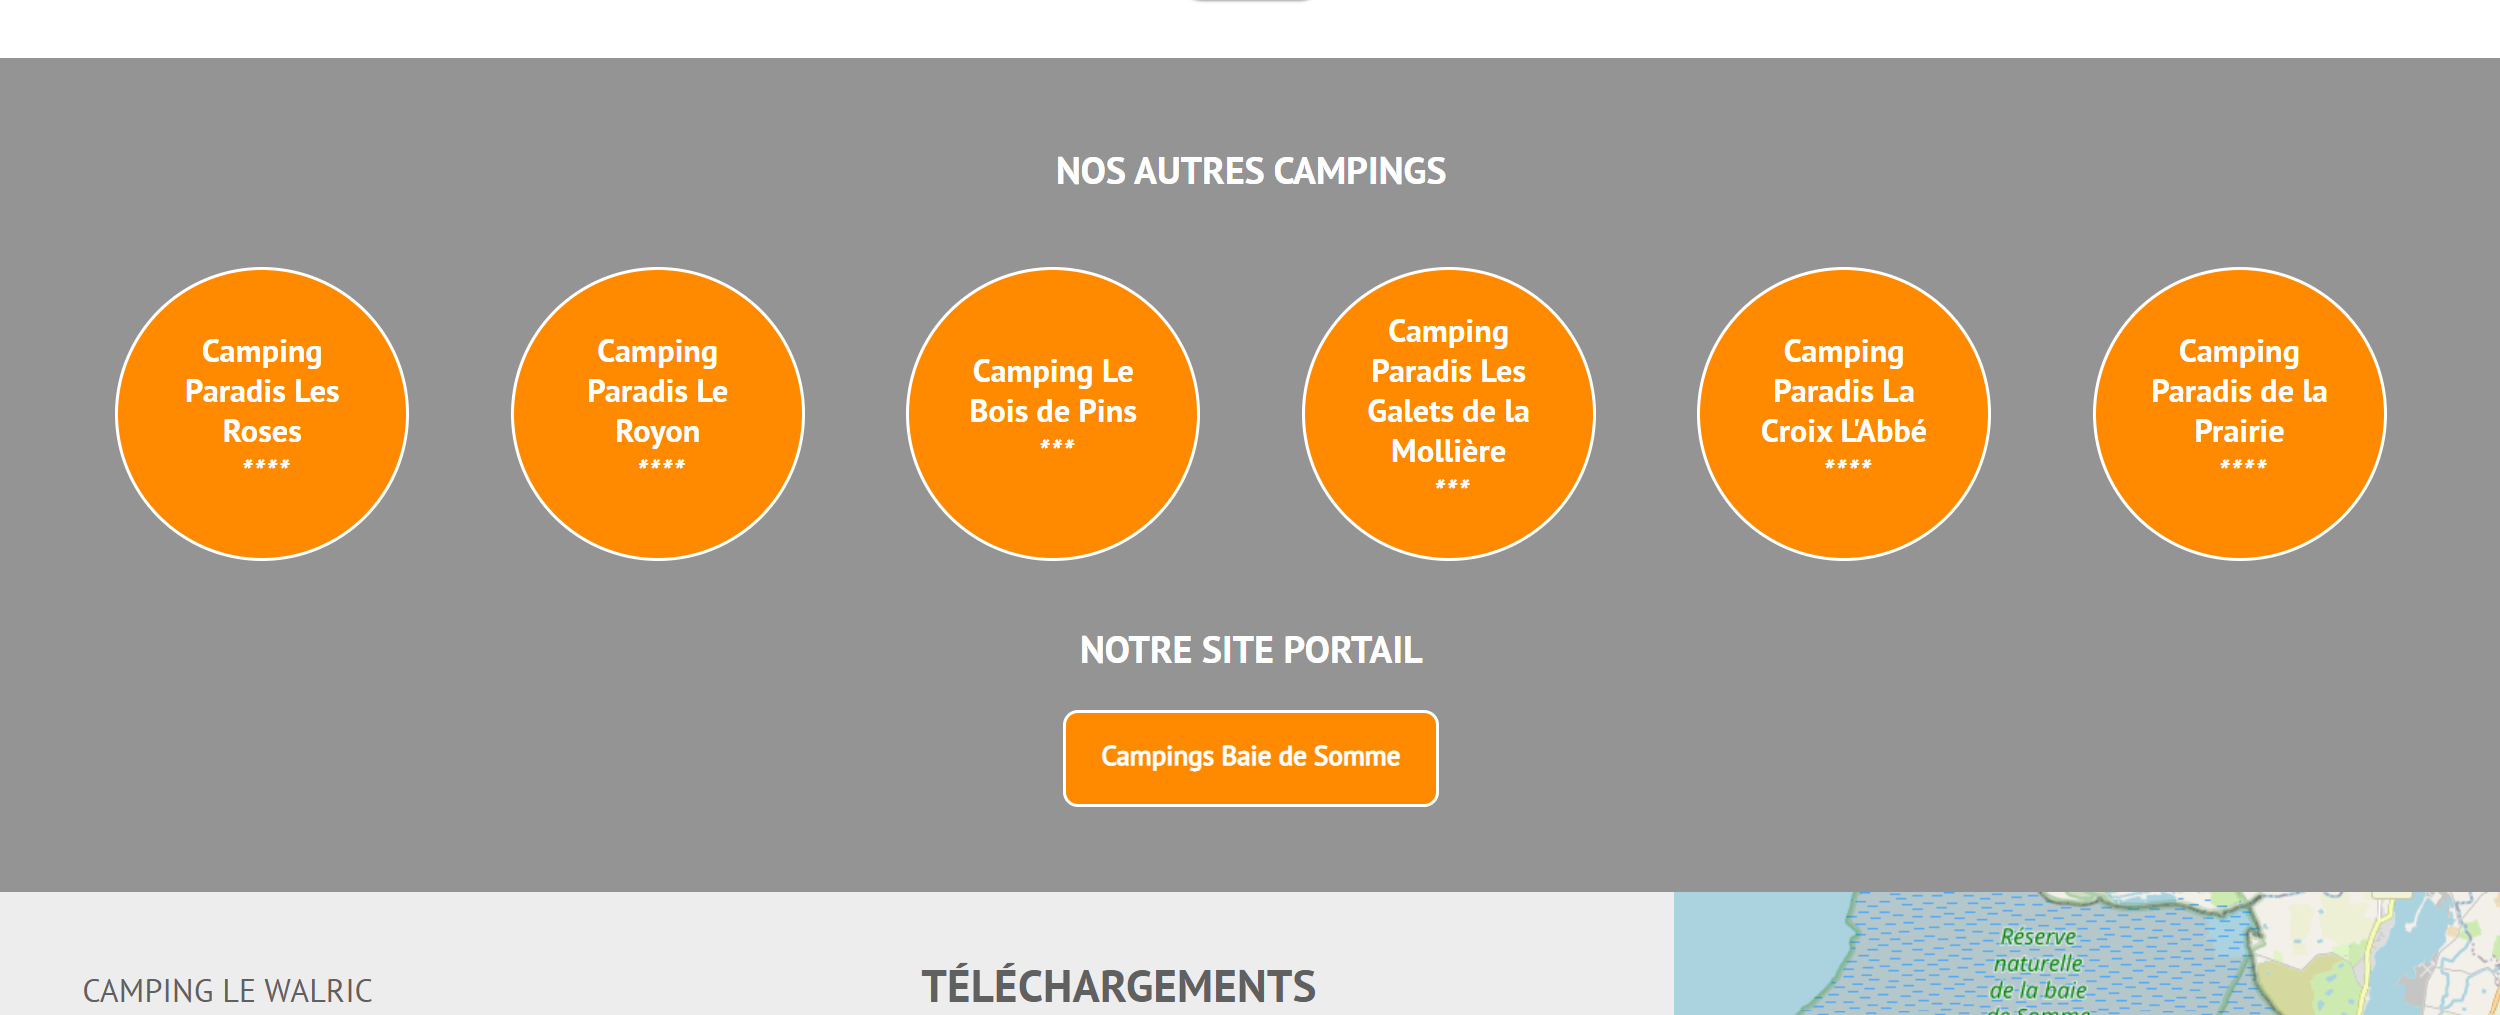 NOS AUTRES CAMPINGS
Camping
Paradis Les
Roses
****
Camping
Paradis Le
Royon
****
Camping Le
Bois de Pins
***
Camping
Paradis Les
Galets de la
Mollière
***
Camping
Paradis La
Croix L'Abbé
****
Camping
Paradis de la
Prairie
****
NOTRE SITE PORTAIL
Campings Baie de Somme
CAMPING LE WALRIC
TÉLÉCHARGEMENTS
Réserve
naturelle
de la baie
de Somme